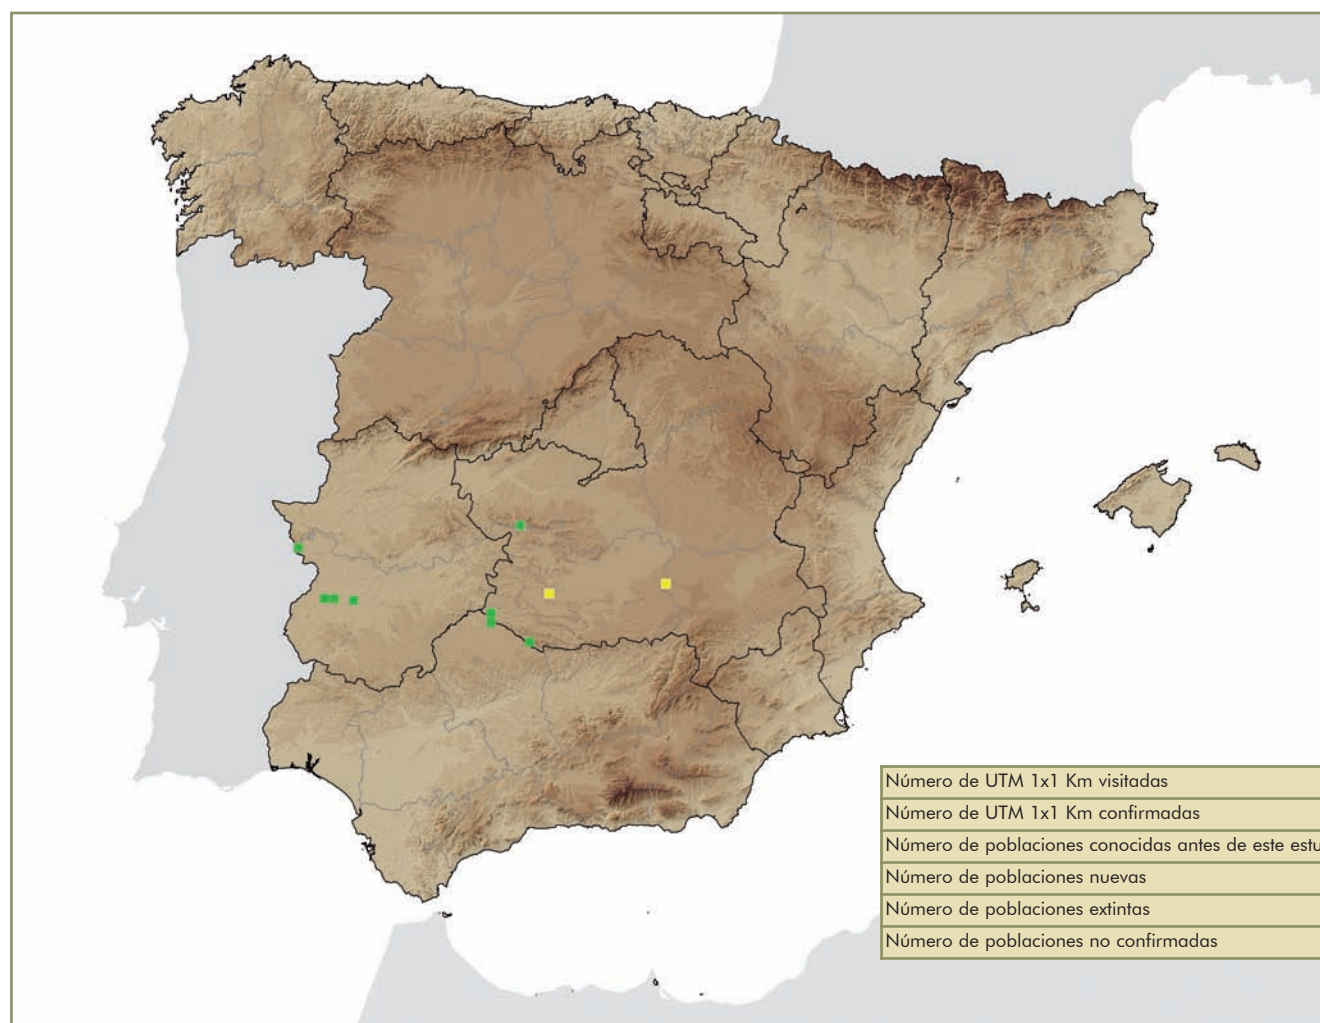 Número de UTM 1x1 Km visitadas
Número de UTM 1x1 Km confirmadas
Número de poblaciones conocidas antes de este
Número de poblaciones nuevas
Número de poblaciones extintas
Número de poblaciones no confirmadas